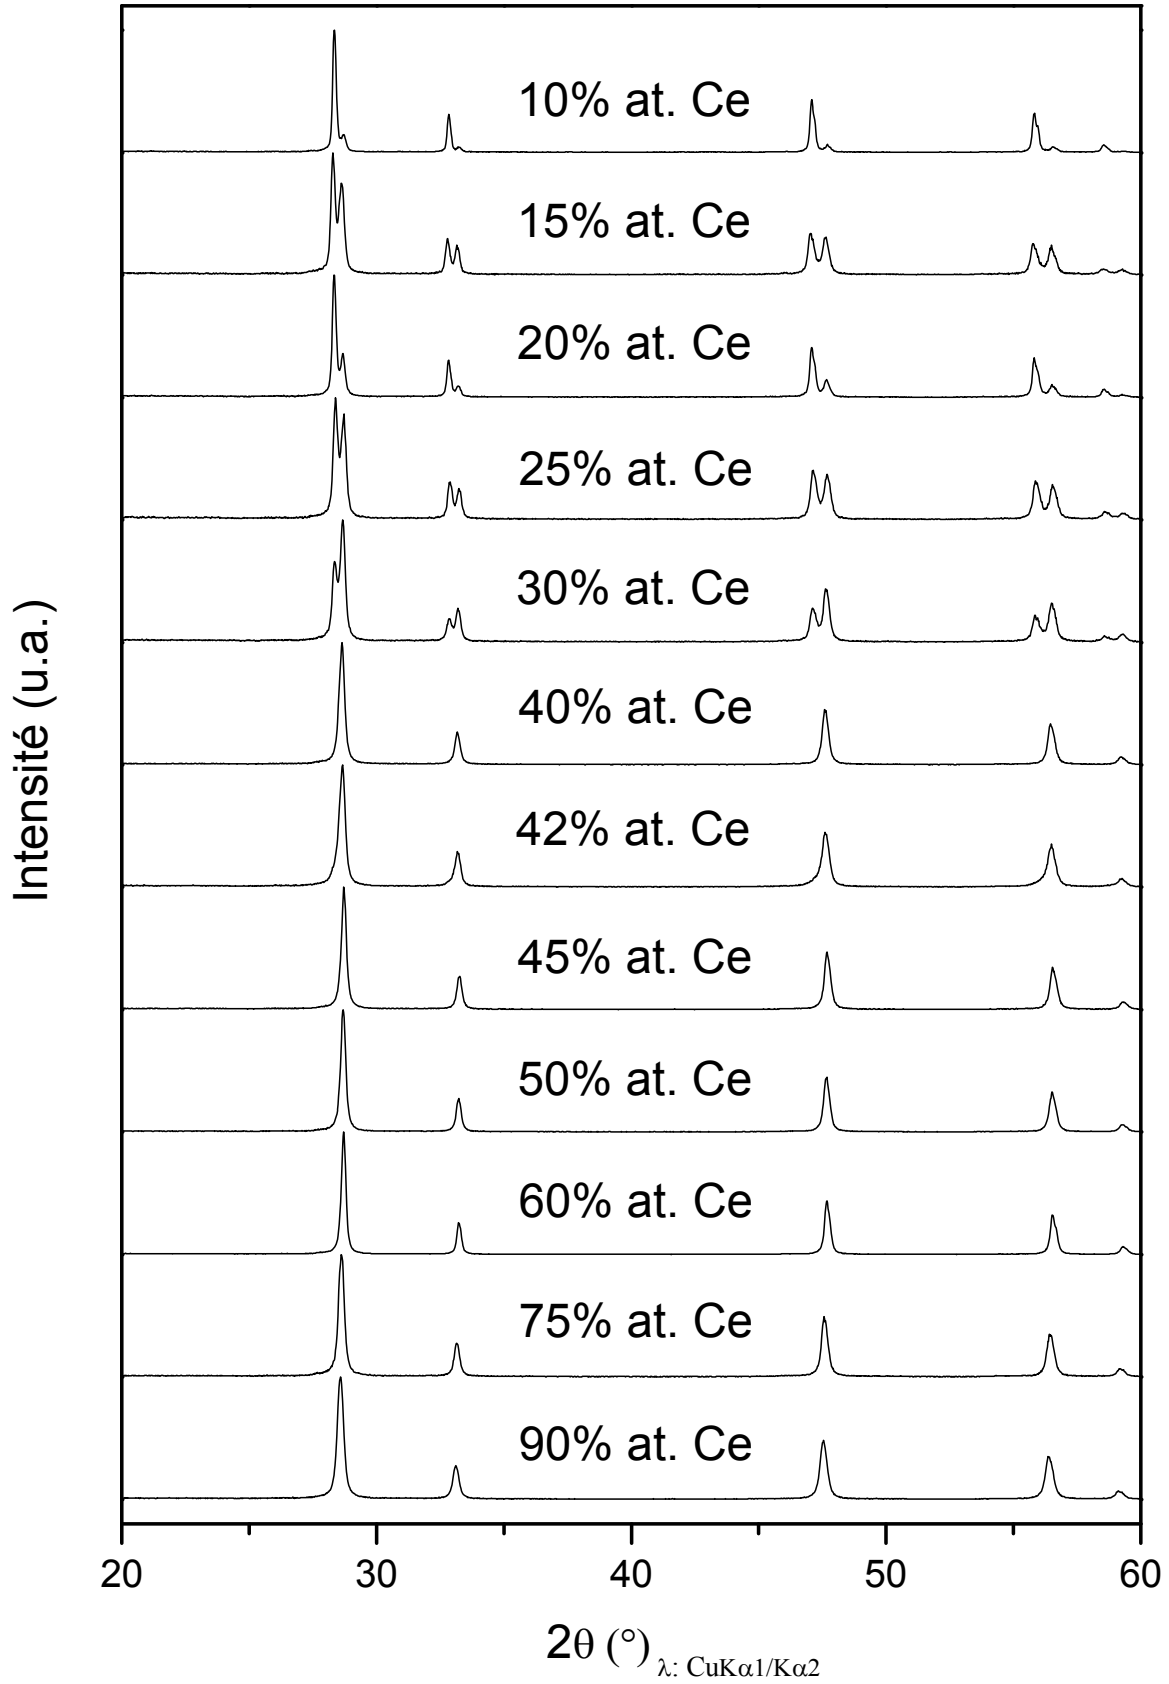 10% at. Ce
15% at. Ce
20% at. Ce
25% at. Ce
30% at. Ce
40% at. Ce
42% at. Ce
45% at. Ce
50% at. Ce
60% at. Ce
75% at. Ce
90% at. Ce
Intensité (u.a.)
20 30 40 50 60
2θ (°) λ: CuKα1/Kα2